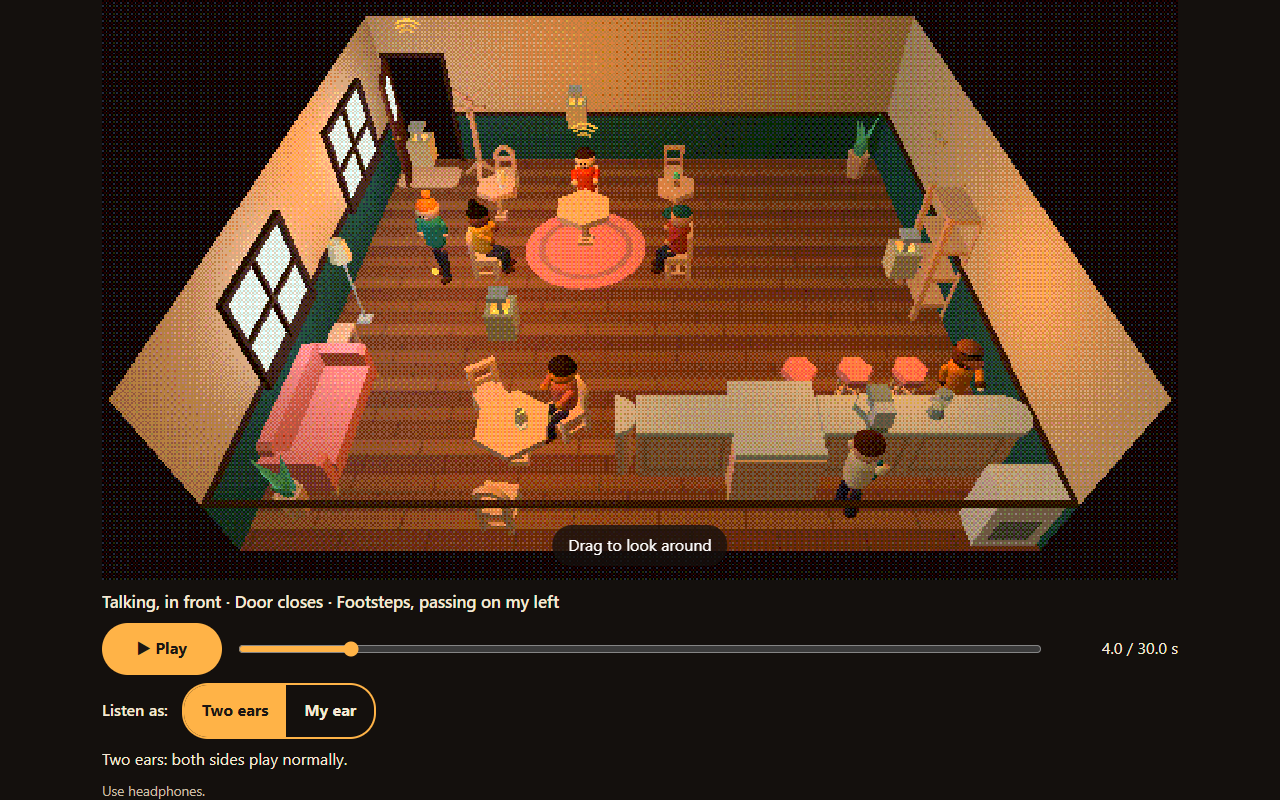 Drag to look around
Talking, in front · Door closes · Footsteps, passing on my left
▶ Play
4.0 / 30.0 s
Listen as:
Two ears
My ear
Two ears: both sides play normally.
Use headphones.